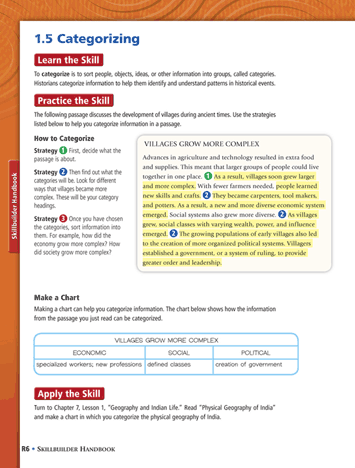 1.5 Categorizing
Learn the Skill
To categorize is to sort people, objects, ideas, or other information into groups, called categories.
Historians categorize information to help them identify and understand patterns in historical events.
Practice the Skill
The following passage discusses the development of villages during ancient times. Use the strategies
listed below to help you categorize information in a passage.
How to Categorize
Strategy 1 First, decide what the
passage is about.
Strategy 2 Then find out what the
categories will be. Look for different
ways that villages became more
complex. These will be your category
headings.
Strategy 3 Once you have chosen
the categories, sort information into
them. For example, how did the
economy grow more complex? How
did society grow more complex?
VILLAGES GROW MORE COMPLEX
Advances in agriculture and technology resulted in extra food
and supplies. This meant that larger groups of people could live
together in one place. 1 As a result, villages soon grew larger
and more complex. With fewer farmers needed, people learned
new skills and crafts. 2 They became carpenters, tool makers,
and potters. As a result, a new and more diverse economic system
emerged. Social systems also grew more diverse. 2 As villages
grew, social classes with varying wealth, power, and influence
emerged. 2 The growing populations of early villages also led
to the creation of more organized political systems. Villagers
established a government, or a system of ruling, to provide
greater order and leadership.
Make a Chart
Making a chart can help you categorize information. The chart below shows how the information
from the passage you just read can be categorized.
VILLAGES GROW MORE COMPLEX
ECONOMIC SOCIAL POLITICAL
specialized workers; new professions defined classes creation of government
Apply the Skill
Turn to Chapter 7, Lesson 1, "Geography and Indian Life." Read "Physical Geography of India"
and make a chart in which you categorize the physical geography of India.
R6 • SKILLBUILDER HANDBOOK
Skillbuilder Handbook